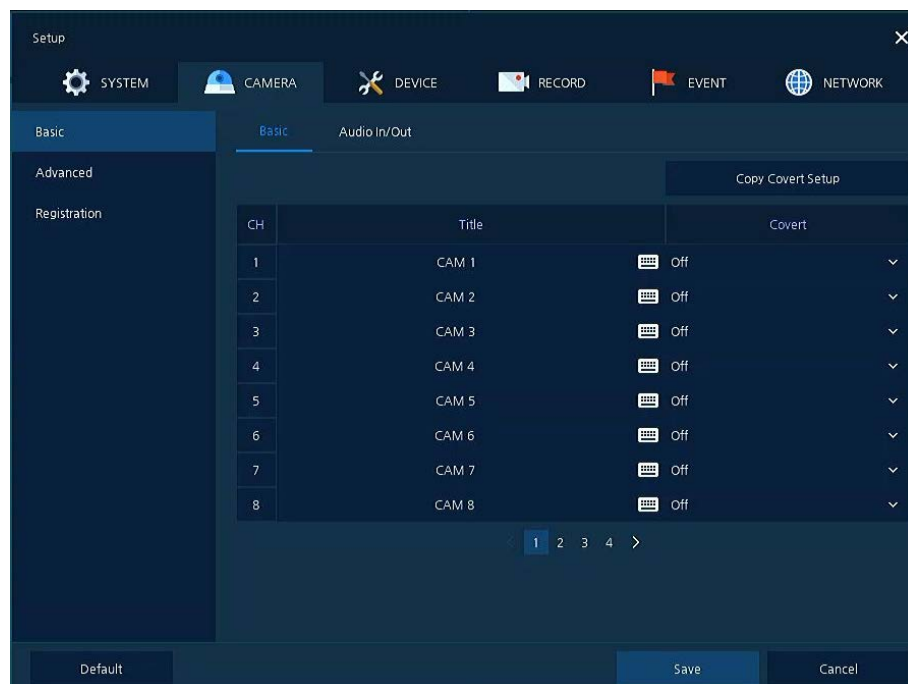 Setup
SYSTEM CAMERA DEVICE RECORD EVENT NETWORK
Basic
Advanced
Registration
Basic Audio In/Out
Copy Covert Setup
CH Title Covert
1 CAM 1 Off
2 CAM 2 Off
3 CAM 3 Off
4 CAM 4 Off
5 CAM 5 Off
6 CAM 6 Off
7 CAM 7 Off
8 CAM 8 Off
1 2 3 4
Default Save Cancel